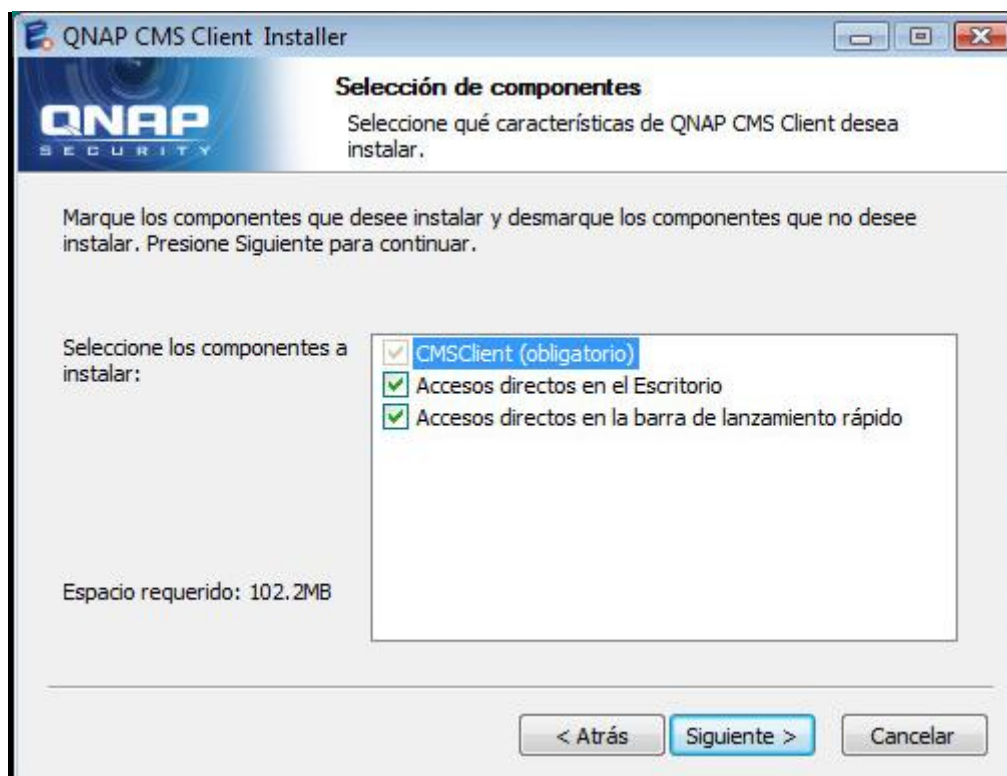 QNAP CMS Client Installer
QNAP
SECURITY
Selección de componentes
Seleccione qué características de QNAP CMS Client desea
instalar.
Marque los componentes que desee instalar y desmarque los componentes que no desee
instalar. Presione Siguiente para continuar.
Seleccione los componentes a
instalar:
CMSClient (obligatorio)
Accesos directos en el Escritorio
Accesos directos en la barra de lanzamiento rápido
Espacio requerido: 102.2MB
< Atrás
Siguiente >
Cancelar